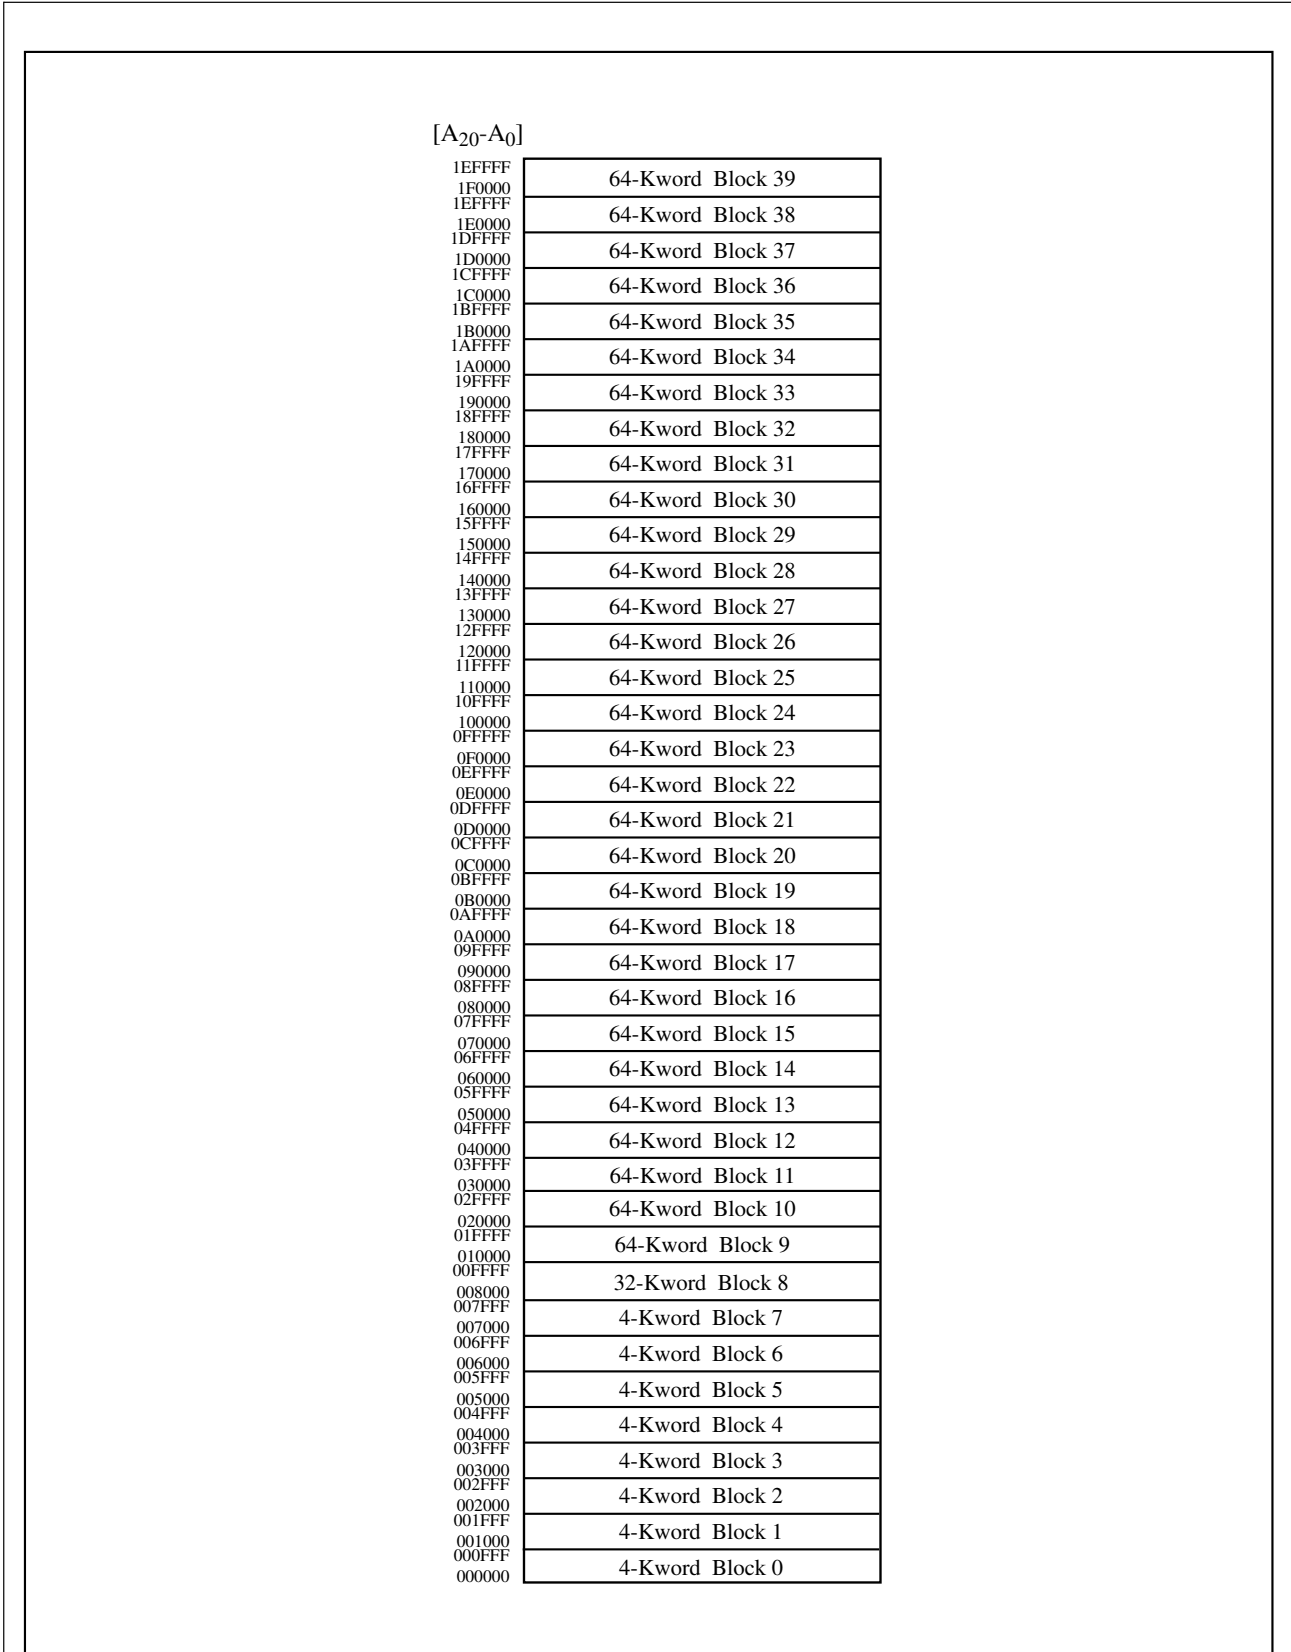 [A20-A0]
1EFFFF
64-Kword Block 39
1F0000
1EFFFF
64-Kword Block 38
1E0000
1DFFFF
64-Kword Block 37
1D0000
1CFFFF
64-Kword Block 36
1C0000
1BFFFF
64-Kword Block 35
1B0000
1AFFFF
64-Kword Block 34
1A0000
19FFFF
64-Kword Block 33
190000
18FFFF
64-Kword Block 32
180000
17FFFF
64-Kword Block 31
170000
16FFFF
64-Kword Block 30
160000
15FFFF
64-Kword Block 29
150000
14FFFF
64-Kword Block 28
140000
13FFFF
64-Kword Block 27
130000
12FFFF
64-Kword Block 26
120000
11FFFF
64-Kword Block 25
110000
10FFFF
64-Kword Block 24
100000
0FFFFF
64-Kword Block 23
0F0000
0EFFFF
64-Kword Block 22
0E0000
0DFFFF
64-Kword Block 21
0D0000
0CFFFF
64-Kword Block 20
0C0000
0BFFFF
64-Kword Block 19
0B0000
0AFFFF
64-Kword Block 18
0A0000
09FFFF
64-Kword Block 17
090000
08FFFF
64-Kword Block 16
080000
07FFFF
64-Kword Block 15
070000
06FFFF
64-Kword Block 14
060000
05FFFF
64-Kword Block 13
050000
04FFFF
64-Kword Block 12
040000
03FFFF
64-Kword Block 11
030000
02FFFF
64-Kword Block 10
020000
01FFFF
64-Kword Block 9
010000
00FFFF
32-Kword Block 8
008000
007FFF
4-Kword Block 7
007000
006FFF
4-Kword Block 6
006000
005FFF
4-Kword Block 5
005000
004FFF
4-Kword Block 4
004000
003FFF
4-Kword Block 3
003000
002FFF
4-Kword Block 2
002000
001FFF
4-Kword Block 1
001000
000FFF
4-Kword Block 0
000000